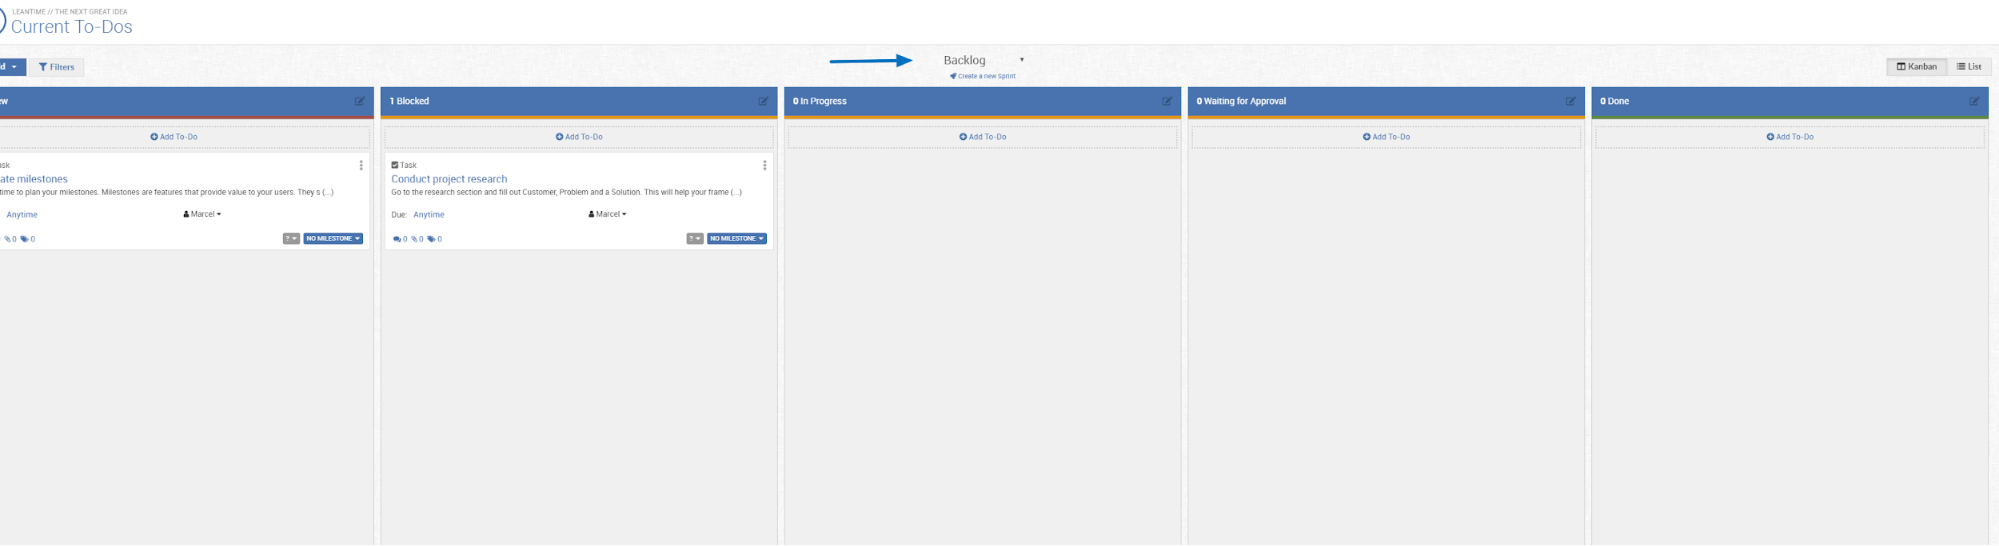 LEANTIME // THE NEXT GREAT IDEA
Current To-Dos
d Filters Backlog Kanban List
Create a new Sprint
ew 1 Blocked 0 In Progress 0 Waiting for Approval 0 Done
Add To-Do Add To-Do Add To-Do Add To-Do Add To-Do
ask
ate milestones
time to plan your milestones. Milestones are features that provide value to your users. They s (...)
Anytime Marcel
0 0 ? NO MILESTONE
Task
Conduct project research
Go to the research section and fill out Customer, Problem and a Solution. This will help your frame (...)
Due: Anytime Marcel
0 0 0 ? NO MILESTONE